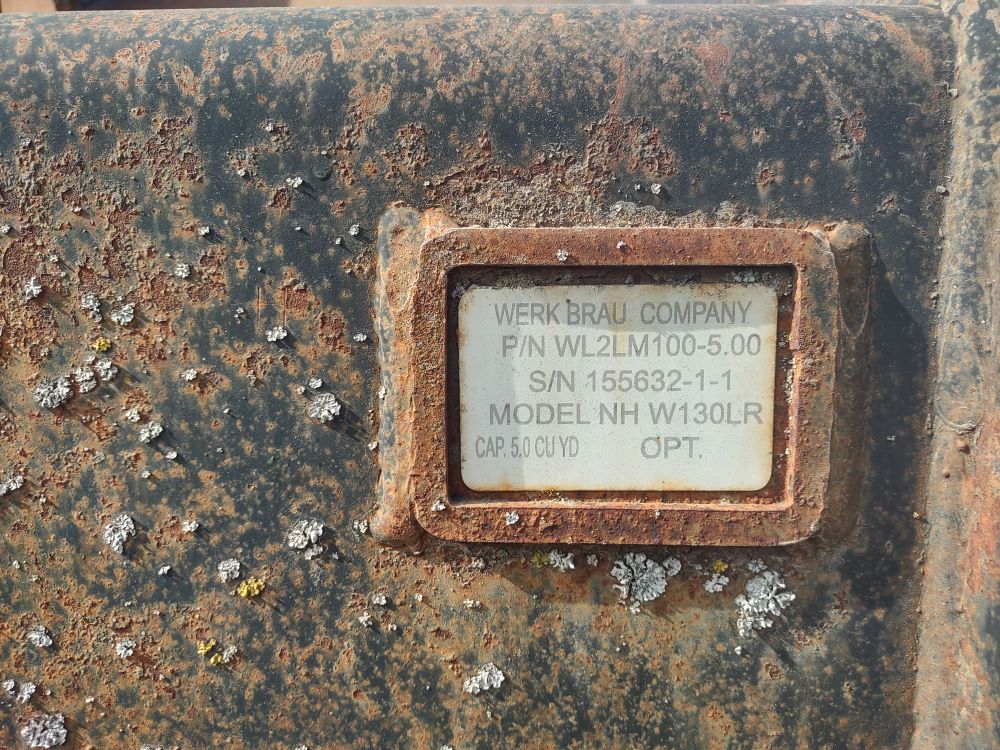 WERK BRAU COMPANY
P/N WL2LM100-5.00
S/N 155632-1-1
MODEL NH W130LR
CAP. 5.0 CU YD OPT.